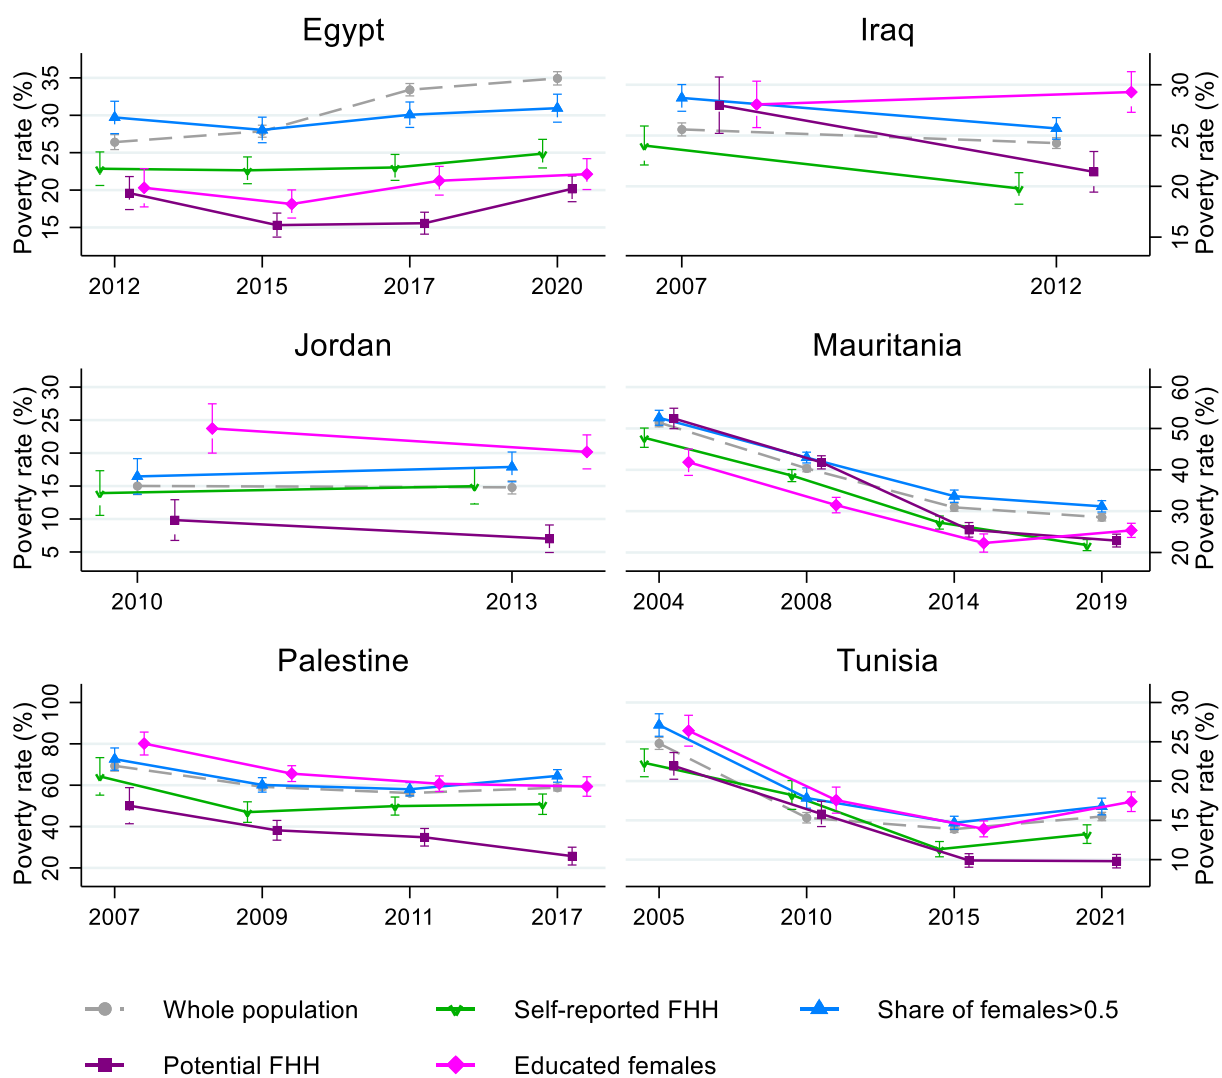 Egypt
Poverty rate (%)
35
30
25
20
15
2012 2015 2017 2020
Iraq
Poverty rate (%)
30
25
20
15
2007 2012
Jordan
Poverty rate (%)
30
25
20
15
10
5
2010 2013
Mauritania
Poverty rate (%)
60
50
40
30
20
2004 2008 2014 2019
Palestine
Poverty rate (%)
100
80
60
40
20
2007 2009 2011 2017
Tunisia
Poverty rate (%)
30
25
20
15
10
2005 2010 2015 2021
Whole population Self-reported FHH Share of females>0.5
Potential FHH Educated females